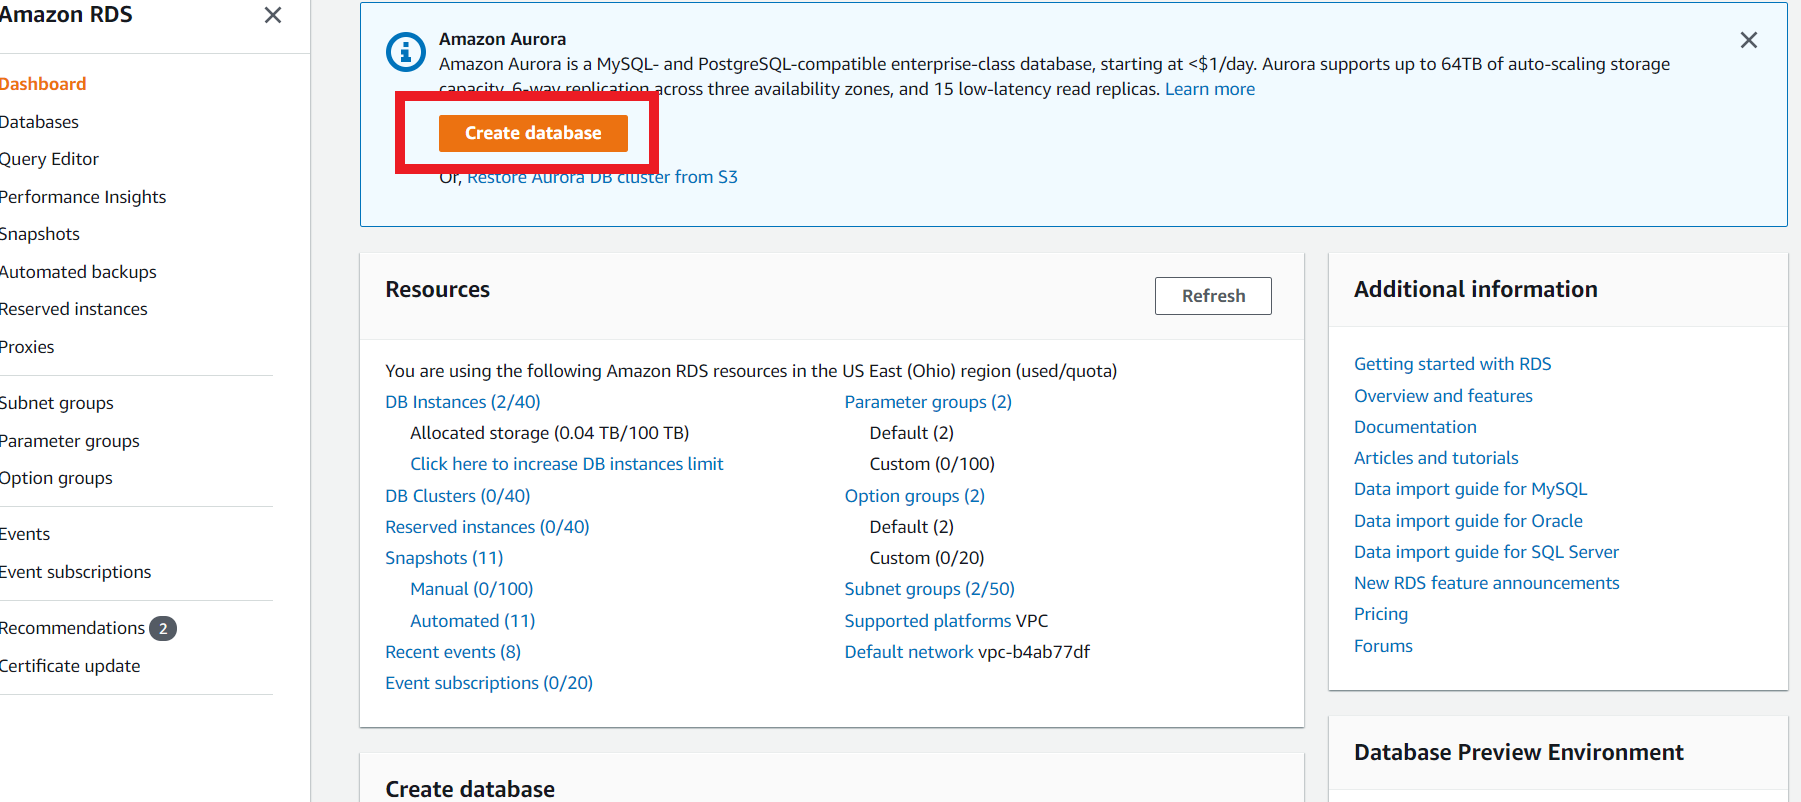 Amazon RDS
Dashboard
Databases
Query Editor
Performance Insights
Snapshots
Automated backups
Reserved instances
Proxies
Subnet groups
Parameter groups
Option groups
Events
Event subscriptions
Recommendations 2
Certificate update
Amazon Aurora
Amazon Aurora is a MySQL- and PostgreSQL-compatible enterprise-class database, starting at <$1/day. Aurora supports up to 64TB of auto-scaling storage
capacity, 6-way replication across three availability zones, and 15 low-latency read replicas. Learn more
Create database
Or, Restore Aurora DB cluster from S3
Resources
Refresh
You are using the following Amazon RDS resources in the US East (Ohio) region (used/quota)
DB Instances (2/40)
Allocated storage (0.04 TB/100 TB)
Click here to increase DB instances limit
DB Clusters (0/40)
Reserved instances (0/40)
Snapshots (11)
Manual (0/100)
Automated (11)
Recent events (8)
Event subscriptions (0/20)
Parameter groups (2)
Default (2)
Custom (0/100)
Option groups (2)
Default (2)
Custom (0/20)
Subnet groups (2/50)
Supported platforms VPC
Default network vpc-b4ab77df
Create database
Additional information
Getting started with RDS
Overview and features
Documentation
Articles and tutorials
Data import guide for MySQL
Data import guide for Oracle
Data import guide for SQL Server
New RDS feature announcements
Pricing
Forums
Database Preview Environment